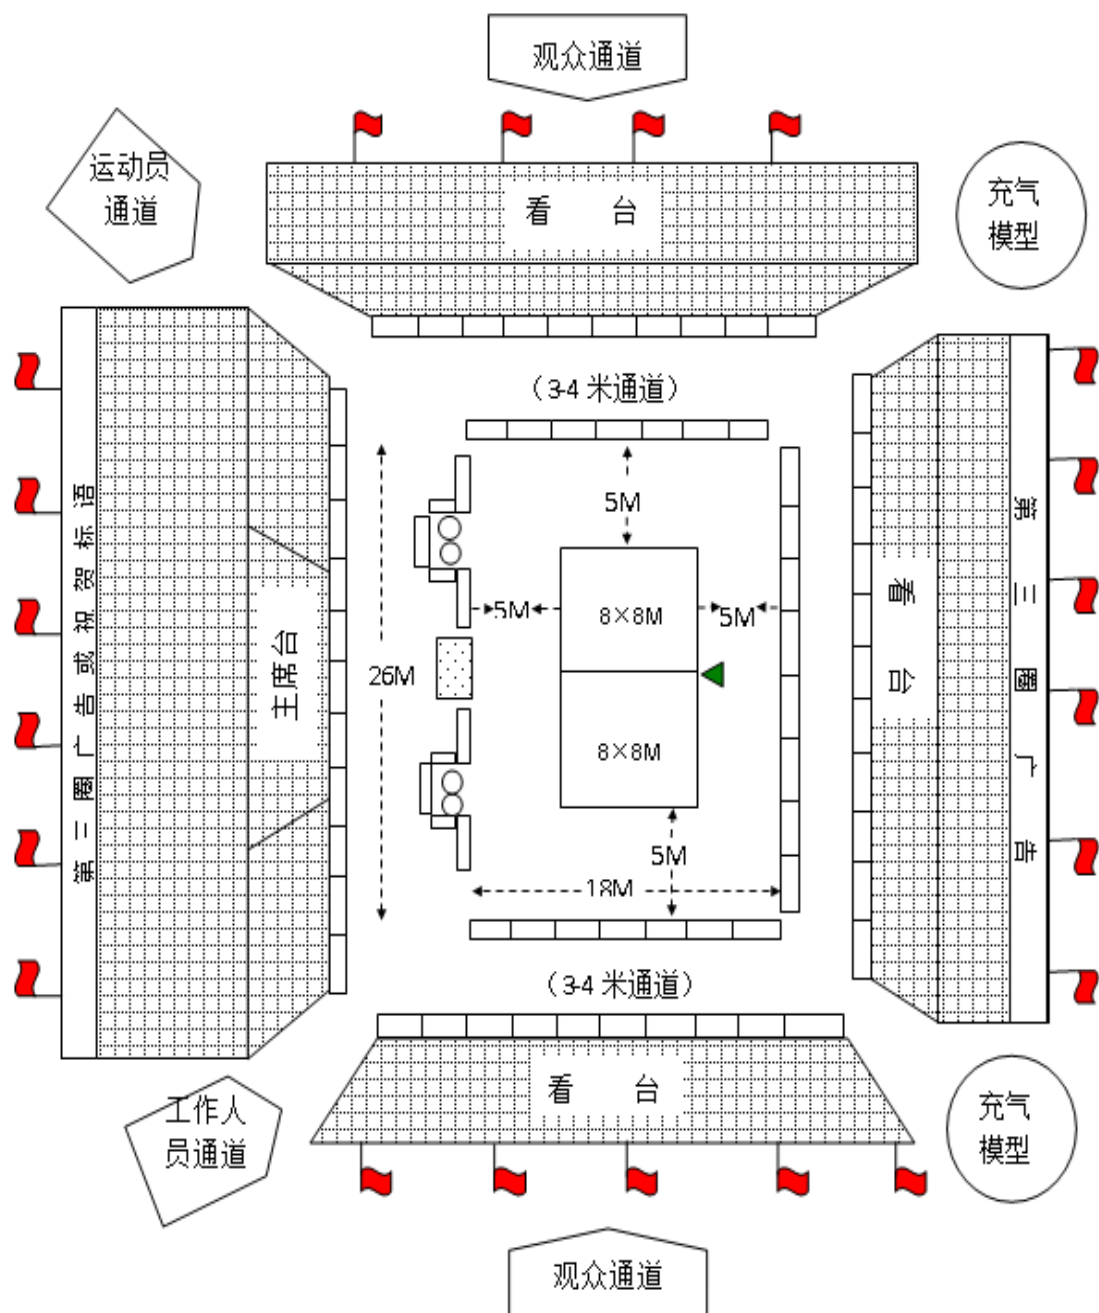 观众通道
运动员
通道
看 台
充气
模型
（3-4 米通道）
第三圈广告或祝贺标语
主席台
26M
5M
5M
8×8M
5M
8×8M
5M
18M
看 台
第三圈广告
（3-4 米通道）
看 台
工作人
员通道
充气
模型
观众通道